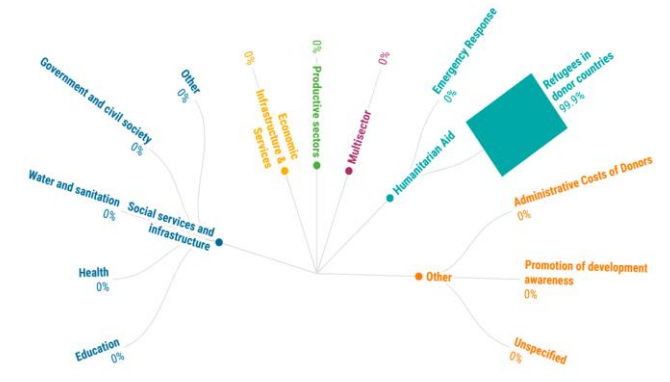 Government and civil society
0%
Other
0%
Water and sanitation
0%
Social services and
infrastructure
Health
0%
Education
0%
0%
Economic
Infrastructure &
Services
0%
Productive sectors
0%
Multisector
Emergency Response
0%
Humanitarian Aid
Refugees in
donor countries
99.9%
Administrative Costs of Donors
0%
Other
Promotion of development
awareness
0%
Unspecified
0%